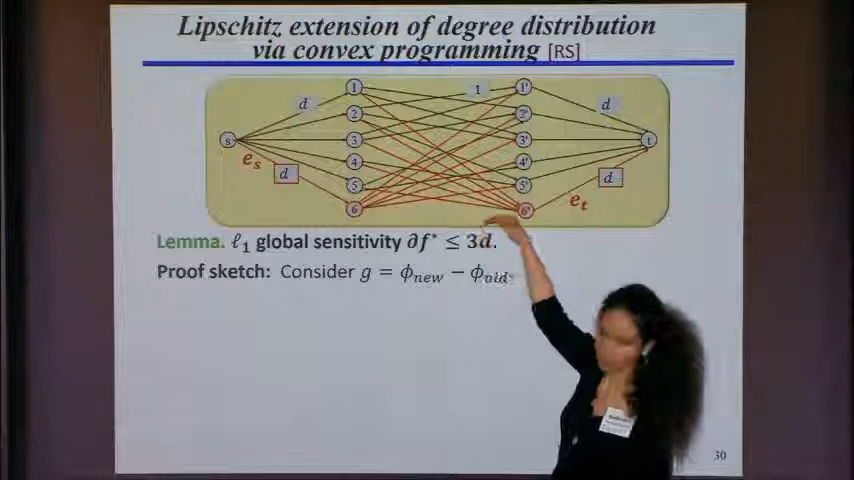 Lipschitz extension of degree distribution
via convex programming [RS]
1 1 1'
d d
2 2'
s 3 3' t
e_s 4 4'
d 5 5' d
6 6' e_t
Lemma. ℓ₁ global sensitivity ∂f* ≤ 3d.
Proof sketch: Consider g = ϕ_new − ϕ_old.
30